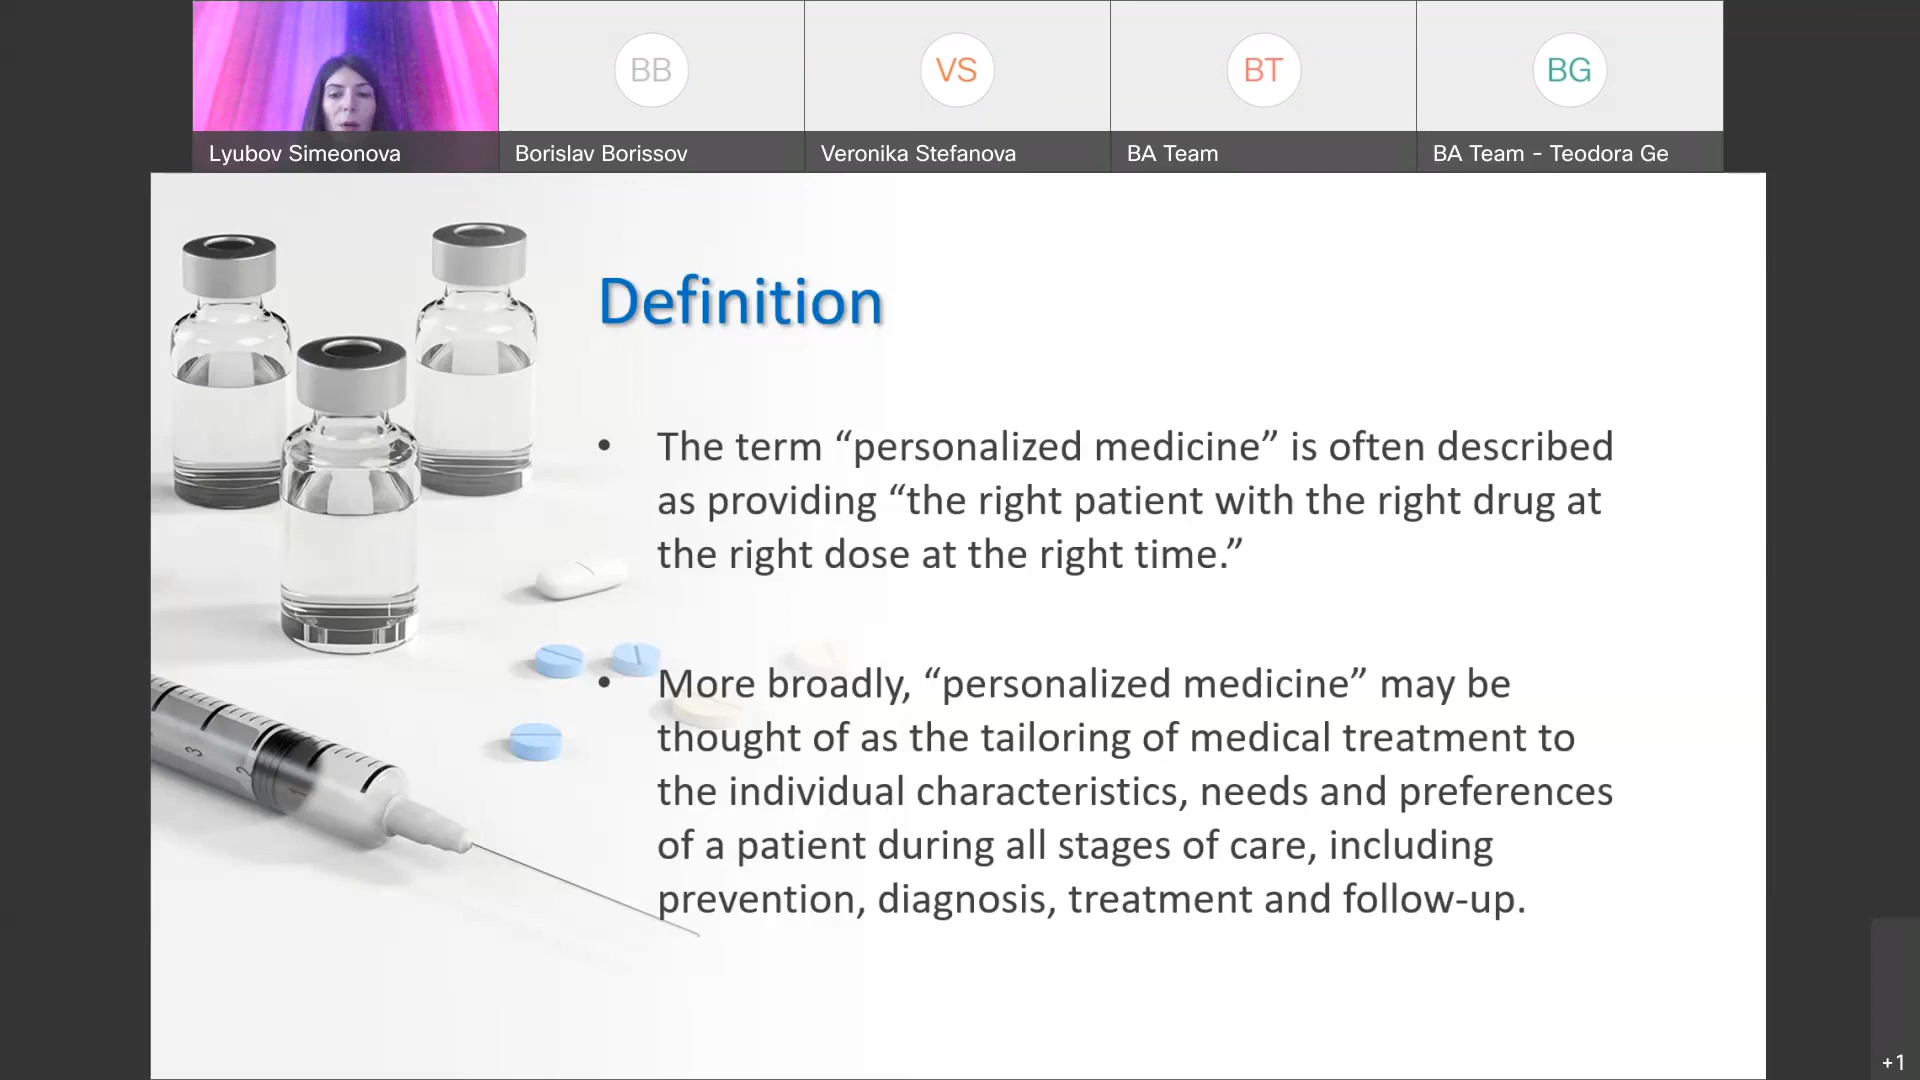 BB
VS
BT
BG
Lyubov Simeonova
Borislav Borissov
Veronika Stefanova
BA Team
BA Team - Teodora Ge
Definition
• The term “personalized medicine” is often described
as providing “the right patient with the right drug at
the right dose at the right time.”
• More broadly, “personalized medicine” may be
thought of as the tailoring of medical treatment to
the individual characteristics, needs and preferences
of a patient during all stages of care, including
prevention, diagnosis, treatment and follow-up.
3
2
1
+1